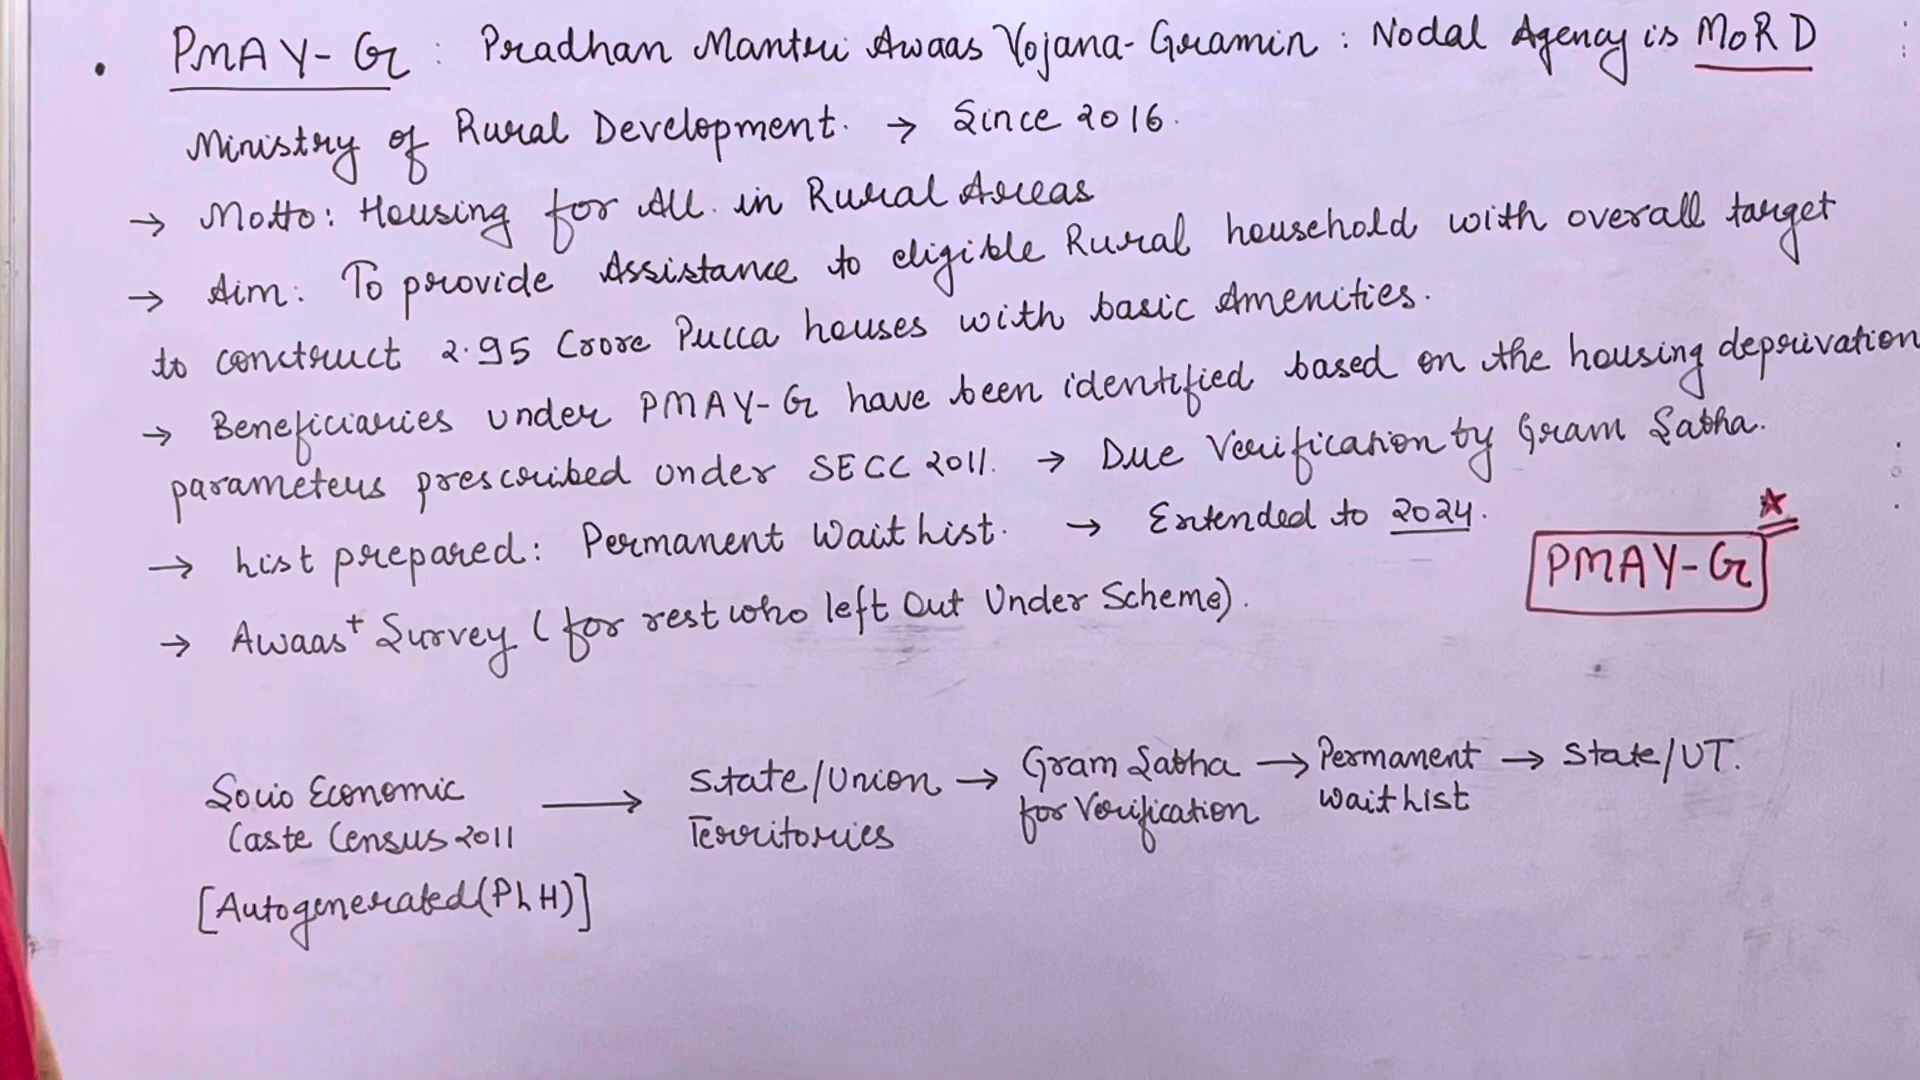 • PMAY-G : Pradhan Mantri Awaas Yojana-Gramin : Nodal Agency is MoRD
Ministry of Rural Development. → Since 2016.
→ Motto: Housing for All in Rural Areas
→ Aim: To provide Assistance to eligible Rural household with overall target
to construct 2.95 Crore Pucca houses with basic Amenities.
→ Beneficiaries under PMAY-G have been identified based on the housing deprivation
parameters prescribed under SECC 2011. → Due Verification by Gram Sabha.
→ List prepared: Permanent Wait List. → Extended to 2024.
PMAY-G
→ Awaas+ Survey (for rest who left Out Under Scheme).
Socio Economic → State/Union → Gram Sabha → Permanent → State/UT.
Caste Census 2011 Territories for Verification Wait List
[Autogenerated(PLH)]